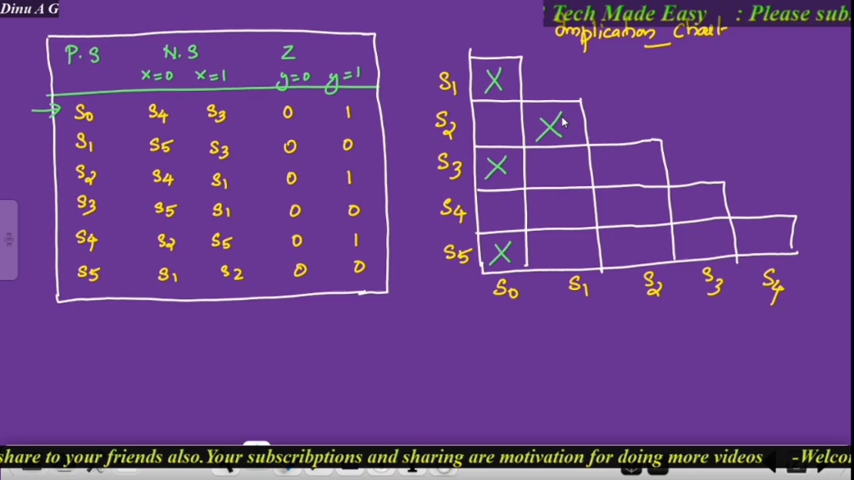 Dinu A G
Tech Made Easy : Please sub
Implication Chart
P.S N.S Z
x=0 x=1 y=0 y=1
→ S0 S4 S3 0 1
S1 S5 S3 0 0
S2 S4 S1 0 1
S3 S5 S1 0 0
S4 S2 S5 0 1
S5 S1 S2 0 0
S1 X
S2 X
S3 X
S4
S5 X
S0 S1 S2 S3 S4
share to your friends also.Your subscribptions and sharing are motivation for doing more videos -Welco